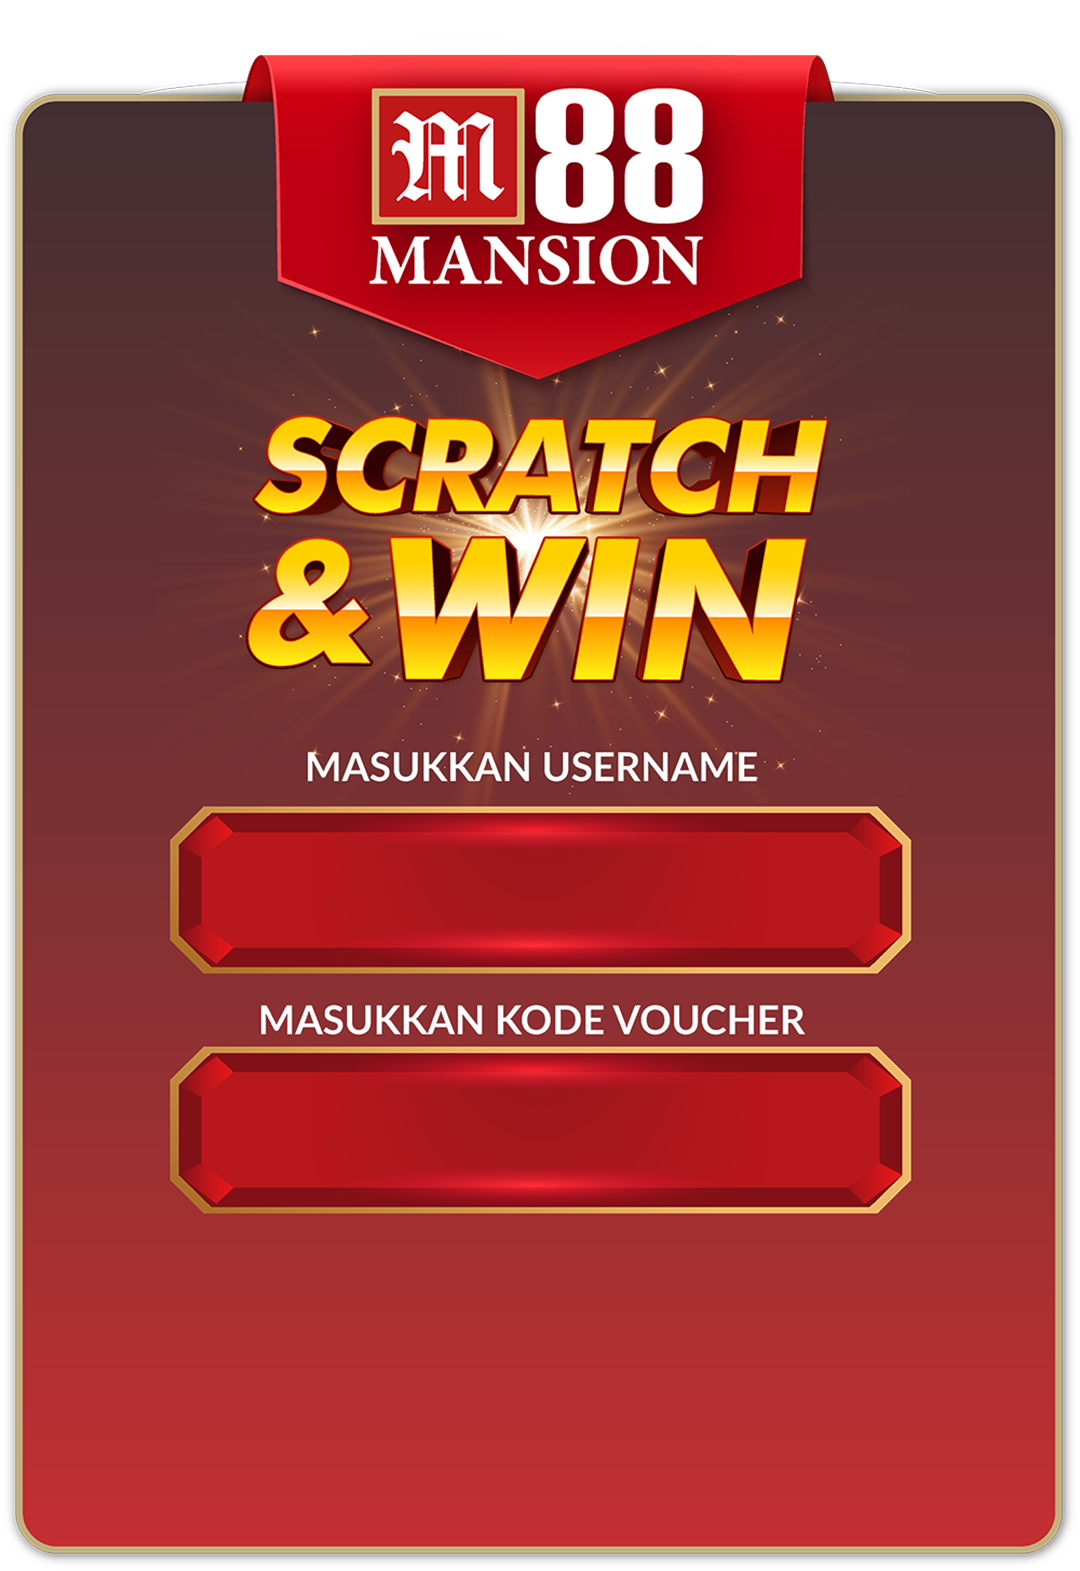 M88
MANSION
SCRATCH
& WIN
MASUKKAN USERNAME
MASUKKAN KODE VOUCHER